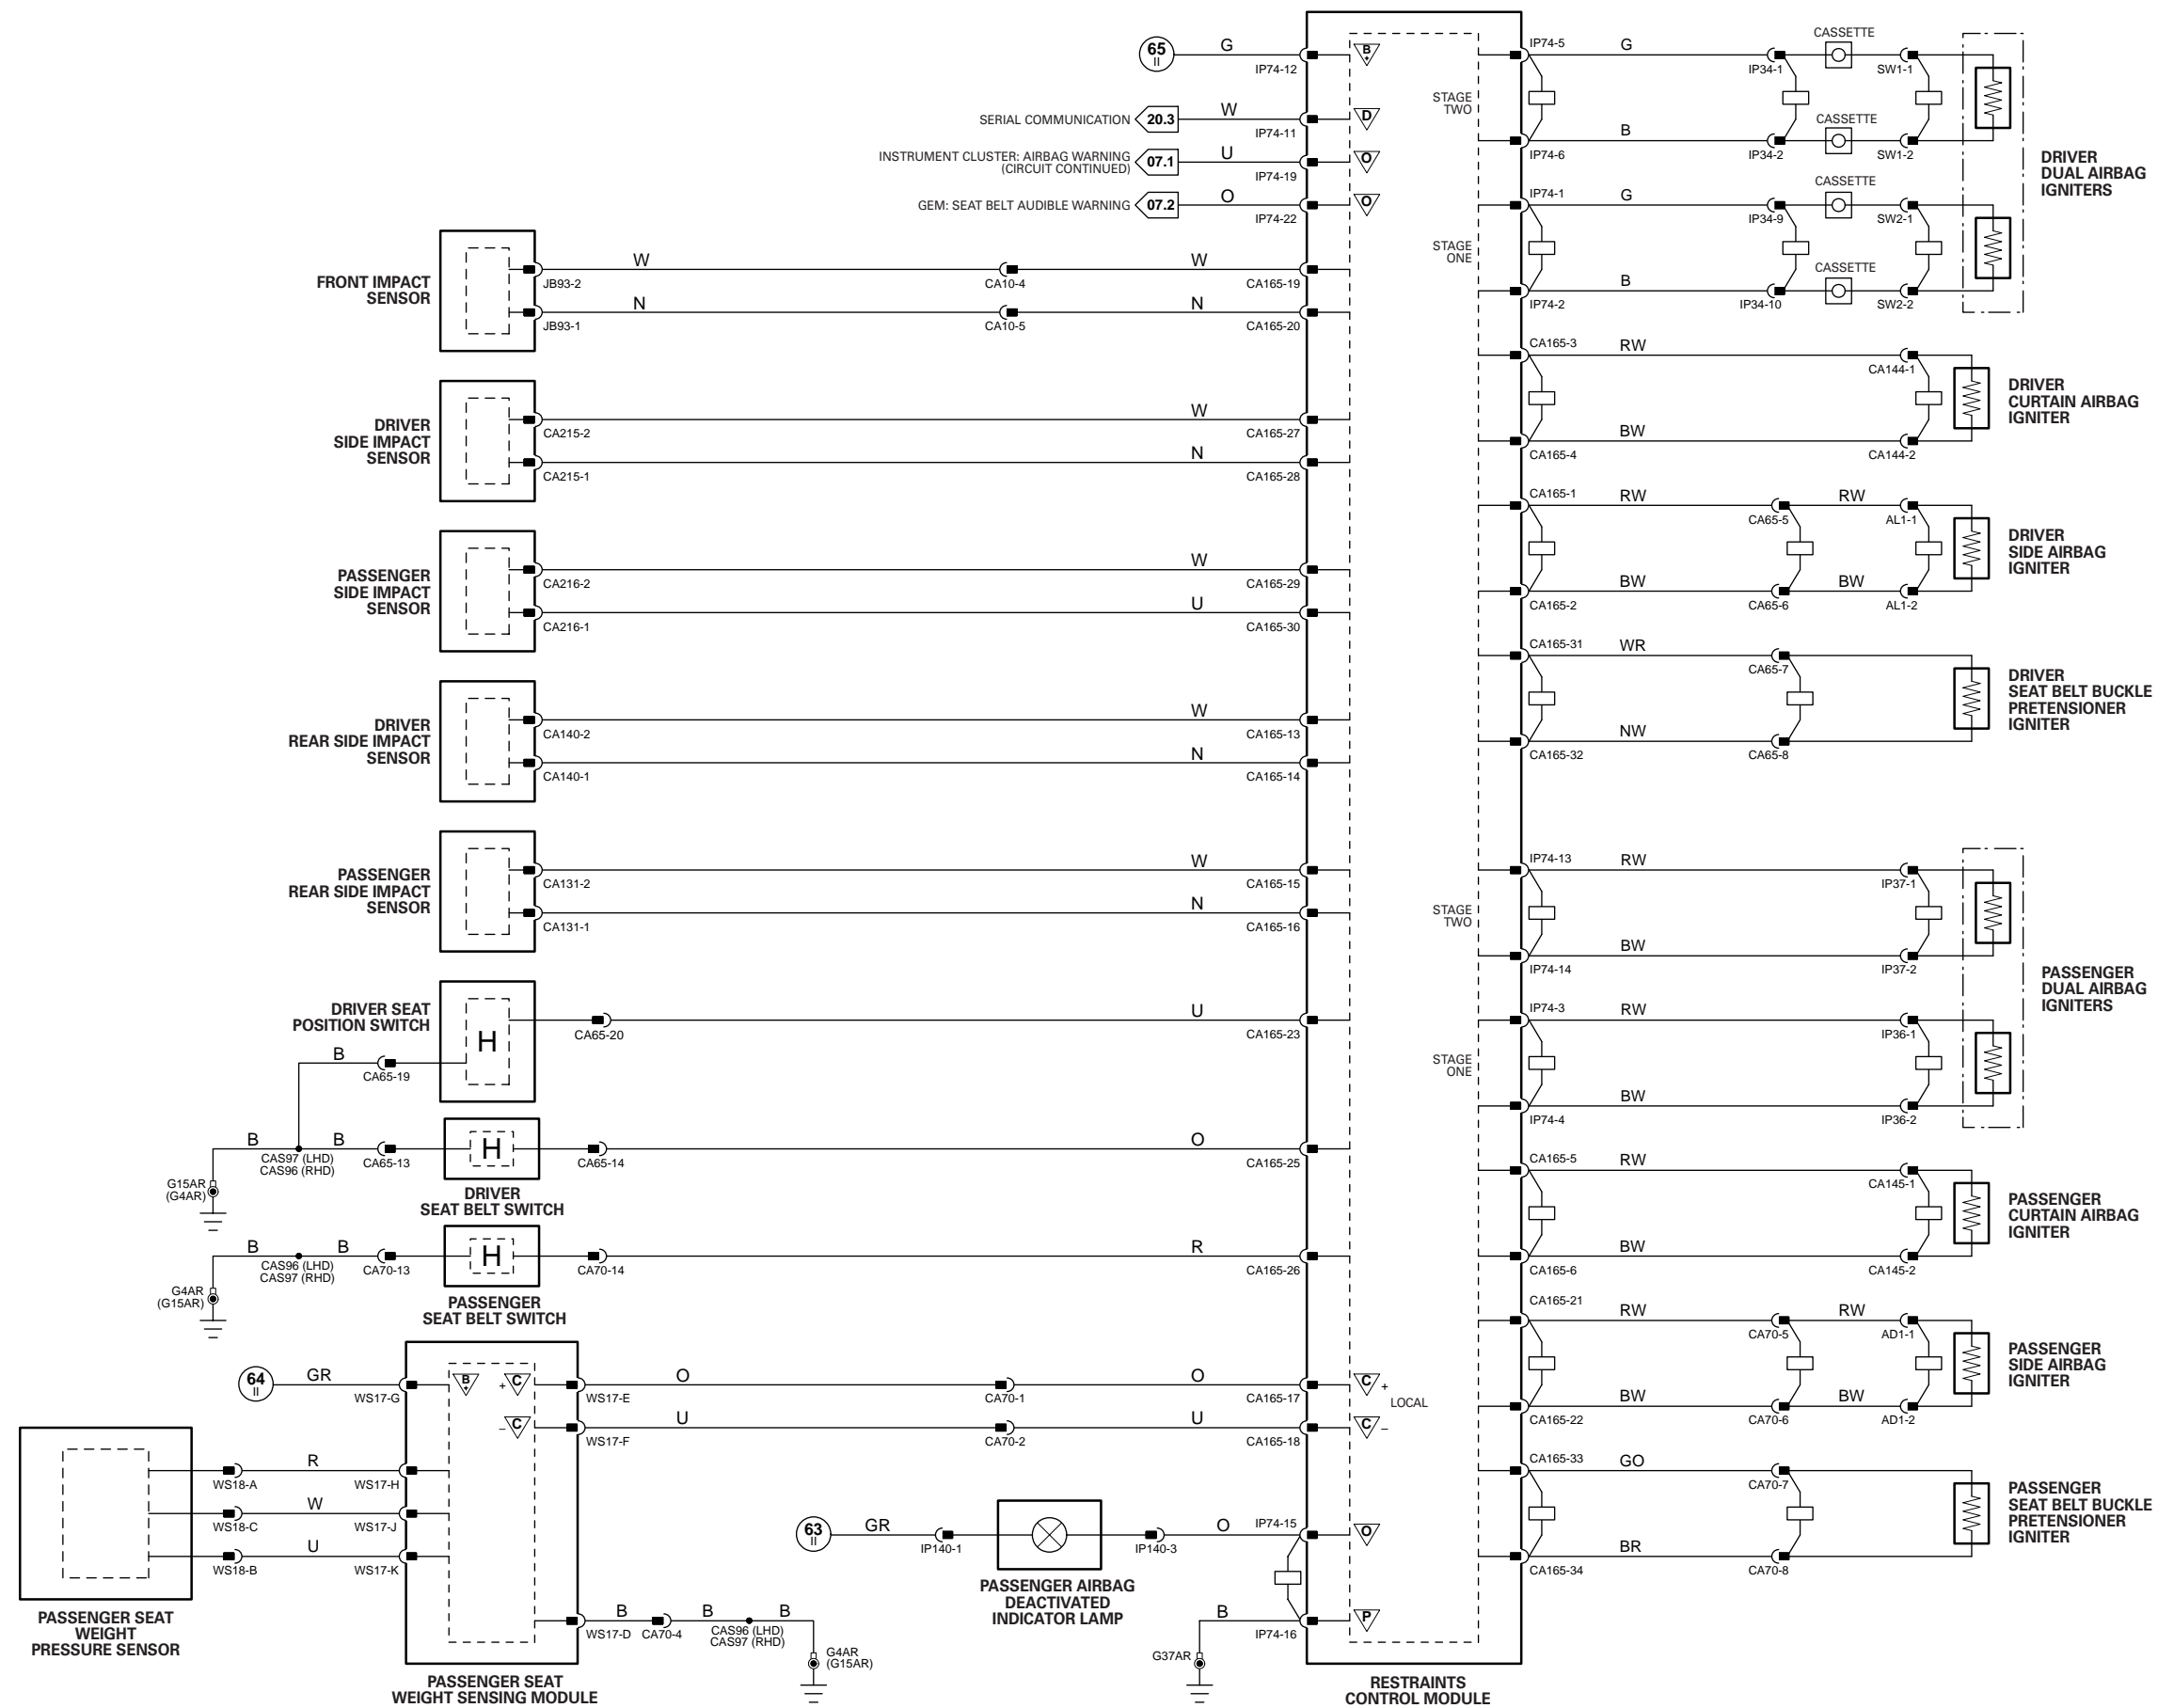 65
II
G
IP74-12
B
+
SERIAL COMMUNICATION
20.3
W
IP74-11
D
INSTRUMENT CLUSTER: AIRBAG WARNING
(CIRCUIT CONTINUED)
07.1
U
IP74-19
O
GEM: SEAT BELT AUDIBLE WARNING
07.2
O
IP74-22
O
FRONT IMPACT
SENSOR
JB93-2
W
CA10-4
W
CA165-19
JB93-1
N
CA10-5
N
CA165-20
DRIVER
SIDE IMPACT
SENSOR
CA215-2
W
CA165-27
CA215-1
N
CA165-28
PASSENGER
SIDE IMPACT
SENSOR
CA216-2
W
CA165-29
CA216-1
U
CA165-30
DRIVER
REAR SIDE IMPACT
SENSOR
CA140-2
W
CA165-13
CA140-1
N
CA165-14
PASSENGER
REAR SIDE IMPACT
SENSOR
CA131-2
W
CA165-15
CA131-1
N
CA165-16
DRIVER SEAT
POSITION SWITCH
H
CA65-20
U
CA165-23
B
CA65-19
B
CAS97 (LHD)
CAS96 (RHD)
B
CA65-13
H
CA65-14
O
CA165-25
G15AR
(G4AR)
DRIVER
SEAT BELT SWITCH
B
CAS96 (LHD)
CAS97 (RHD)
B
CA70-13
H
CA70-14
R
CA165-26
G4AR
(G15AR)
PASSENGER
SEAT BELT SWITCH
64
II
GR
WS17-G
B
+
+
C
WS17-E
O
CA70-1
O
CA165-17
C
+
LOCAL
–
C
WS17-F
U
CA70-2
U
CA165-18
C
–
WS18-A
R
WS17-H
WS18-C
W
WS17-J
WS18-B
U
WS17-K
PASSENGER SEAT
WEIGHT
PRESSURE SENSOR
WS17-D
B
CA70-4
B
CAS96 (LHD)
CAS97 (RHD)
B
G4AR
(G15AR)
PASSENGER SEAT
WEIGHT SENSING MODULE
63
II
GR
IP140-1
IP140-3
O
IP74-15
O
PASSENGER AIRBAG
DEACTIVATED
INDICATOR LAMP
B
IP74-16
P
G37AR
RESTRAINTS
CONTROL MODULE
STAGE
TWO
IP74-5
G
IP34-1
CASSETTE
SW1-1
IP74-6
B
IP34-2
CASSETTE
SW1-2
STAGE
ONE
IP74-1
G
IP34-9
CASSETTE
SW2-1
IP74-2
B
IP34-10
CASSETTE
SW2-2
DRIVER
DUAL AIRBAG
IGNITERS
CA165-3
RW
CA144-1
CA165-4
BW
CA144-2
DRIVER
CURTAIN AIRBAG
IGNITER
CA165-1
RW
CA65-5
RW
AL1-1
CA165-2
BW
CA65-6
BW
AL1-2
DRIVER
SIDE AIRBAG
IGNITER
CA165-31
WR
CA65-7
CA165-32
NW
CA65-8
DRIVER
SEAT BELT BUCKLE
PRETENSIONER
IGNITER
STAGE
TWO
IP74-13
RW
IP37-1
IP74-14
BW
IP37-2
STAGE
ONE
IP74-3
RW
IP36-1
IP74-4
BW
IP36-2
PASSENGER
DUAL AIRBAG
IGNITERS
CA165-5
RW
CA145-1
CA165-6
BW
CA145-2
PASSENGER
CURTAIN AIRBAG
IGNITER
CA165-21
RW
CA70-5
RW
AD1-1
CA165-22
BW
CA70-6
BW
AD1-2
PASSENGER
SIDE AIRBAG
IGNITER
CA165-33
GO
CA70-7
CA165-34
BR
CA70-8
PASSENGER
SEAT BELT BUCKLE
PRETENSIONER
IGNITER